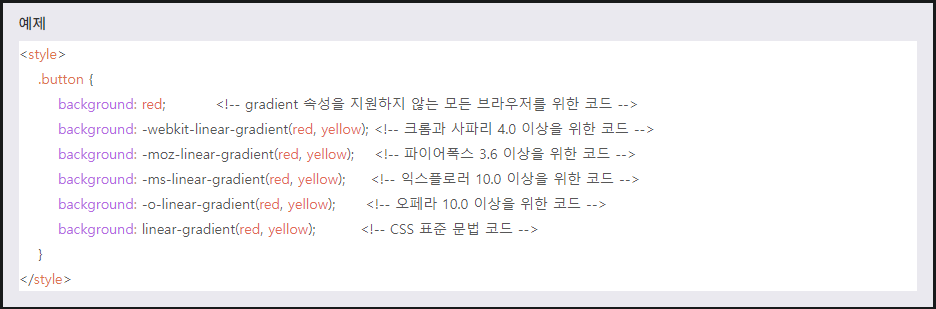 예제
<style>
.button {
background: red; <!-- gradient 속성을 지원하지 않는 모든 브라우저를 위한 코드 -->
background: -webkit-linear-gradient(red, yellow); <!-- 크롬과 사파리 4.0 이상을 위한 코드 -->
background: -moz-linear-gradient(red, yellow); <!-- 파이어폭스 3.6 이상을 위한 코드 -->
background: -ms-linear-gradient(red, yellow); <!-- 익스플로러 10.0 이상을 위한 코드 -->
background: -o-linear-gradient(red, yellow); <!-- 오페라 10.0 이상을 위한 코드 -->
background: linear-gradient(red, yellow); <!-- CSS 표준 문법 코드 -->
}
</style>